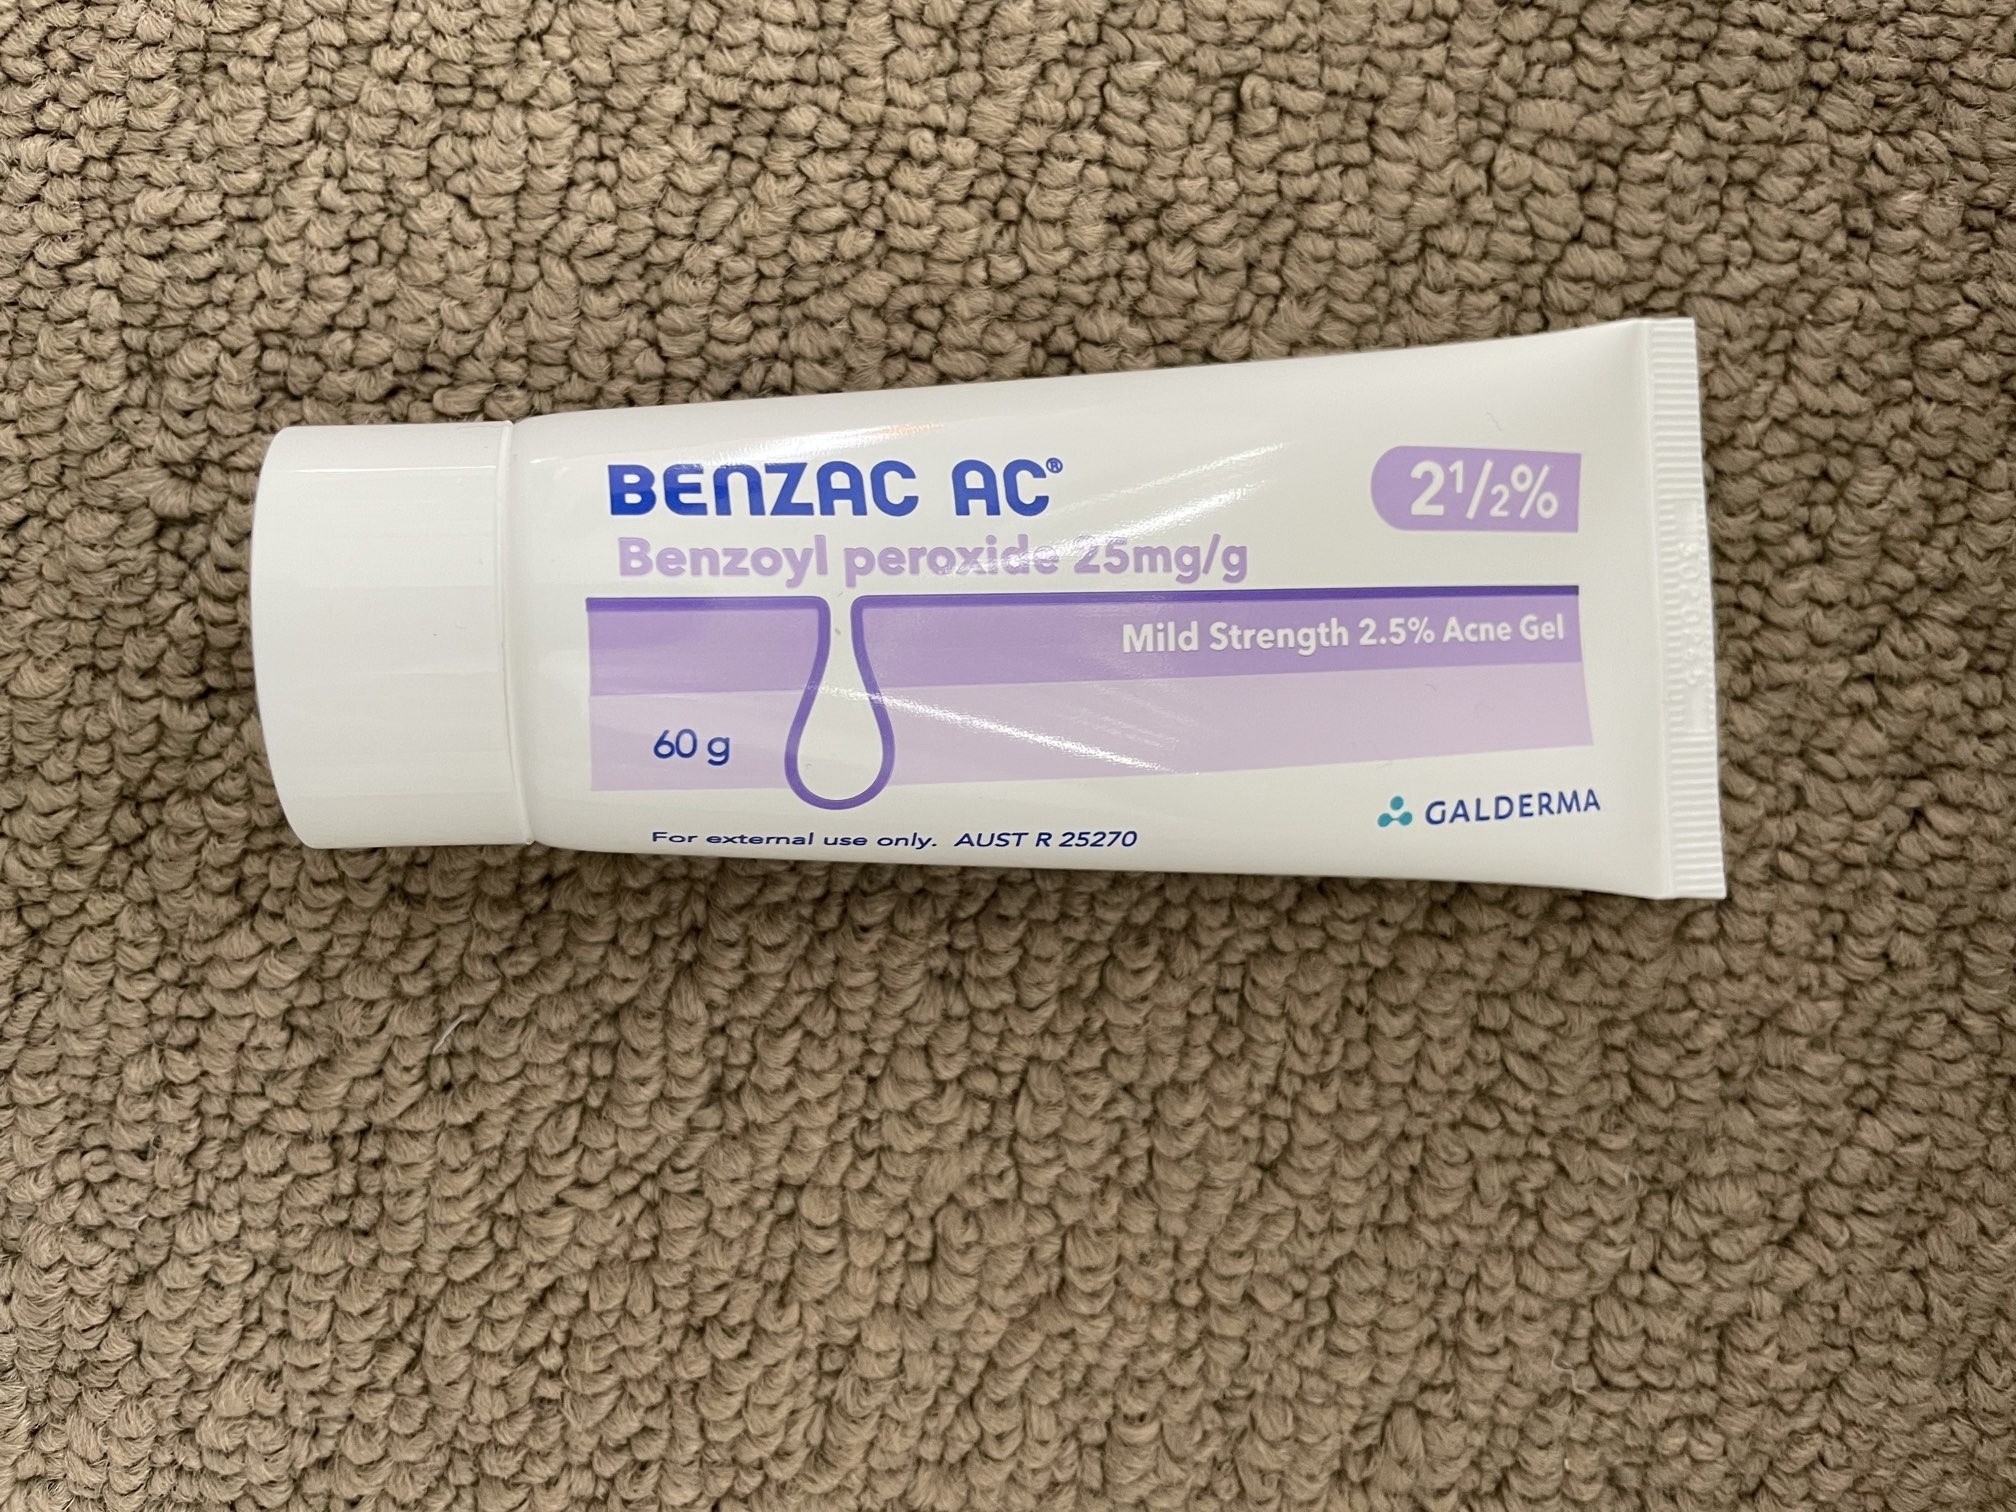 BENZAC AC®
2½%
Benzoyl peroxide 25mg/g
Mild Strength 2.5% Acne Gel
60 g
GALDERMA
For external use only. AUST R 25270